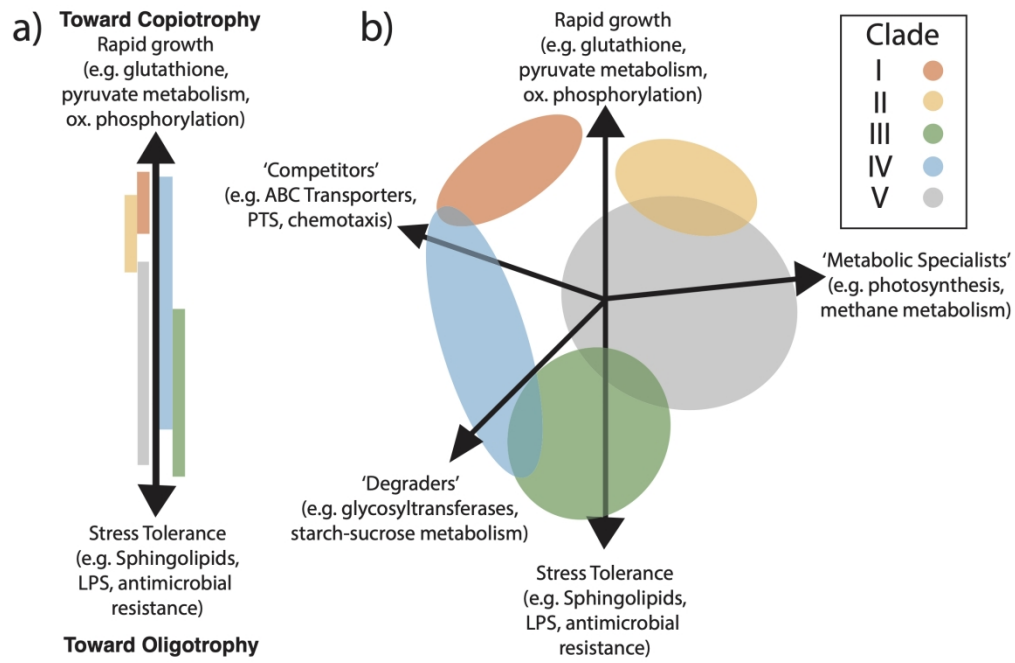 a)
Toward Copiotrophy
Rapid growth
(e.g. glutathione,
pyruvate metabolism,
ox. phosphorylation)
Stress Tolerance
(e.g. Sphingolipids,
LPS, antimicrobial
resistance)
Toward Oligotrophy
b)
Rapid growth
(e.g. glutathione,
pyruvate metabolism,
ox. phosphorylation)
'Competitors'
(e.g. ABC Transporters,
PTS, chemotaxis)
'Metabolic Specialists'
(e.g. photosynthesis,
methane metabolism)
'Degraders'
(e.g. glycosyltransferases,
starch-sucrose metabolism)
Stress Tolerance
(e.g. Sphingolipids,
LPS, antimicrobial
resistance)
Clade
I
II
III
IV
V